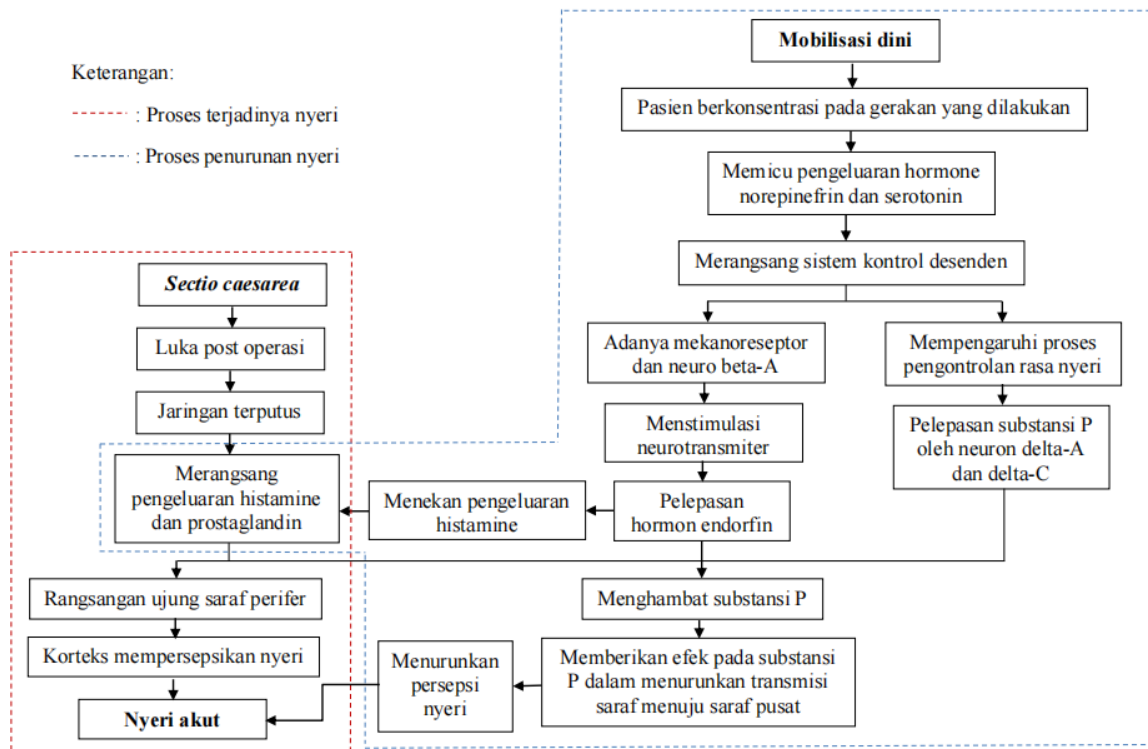 Keterangan:
: Proses terjadinya nyeri
: Proses penurunan nyeri
Mobilisasi dini
Pasien berkonsentrasi pada gerakan yang dilakukan
Memicu pengeluaran hormone
norepinefrin dan serotonin
Merangsang sistem kontrol desenden
Adanya mekanoreseptor
dan neuro beta-A
Mempengaruhi proses
pengontrolan rasa nyeri
Menstimulasi
neurotransmiter
Pelepasan substansi P
oleh neuron delta-A
dan delta-C
Pelepasan
hormon endorfin
Menekan pengeluaran
histamine
Sectio caesarea
Luka post operasi
Jaringan terputus
Merangsang
pengeluaran histamine
dan prostaglandin
Rangsangan ujung saraf perifer
Korteks mempersepsikan nyeri
Nyeri akut
Menghambat substansi P
Memberikan efek pada substansi
P dalam menurunkan transmisi
saraf menuju saraf pusat
Menurunkan
persepsi
nyeri